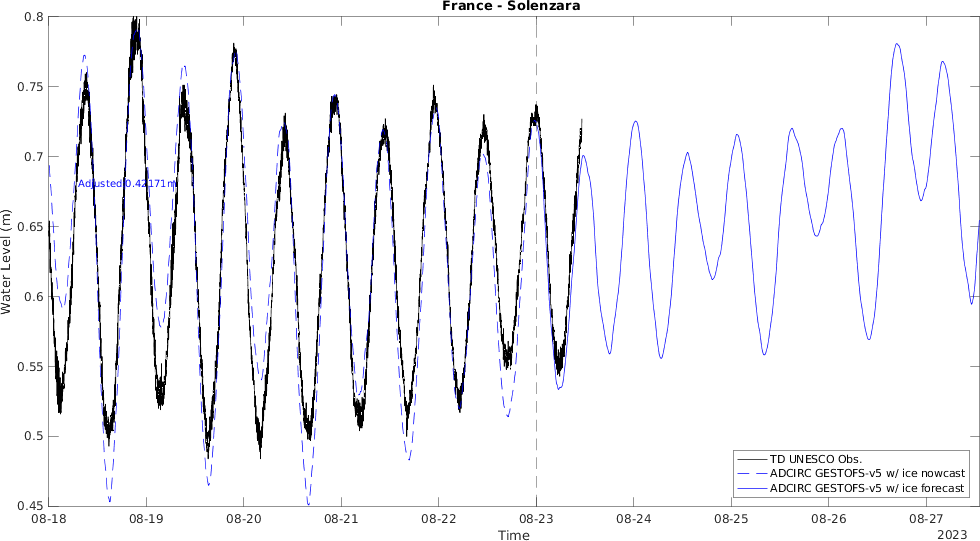 France - Solenzara
0.8
0.75
0.7
0.65
0.6
0.55
0.5
0.45
Water Level (m)
Adjusted 0.42171m
TD UNESCO Obs.
ADCIRC GESTOFS-v5 w/ ice nowcast
ADCIRC GESTOFS-v5 w/ ice forecast
08-18 08-19 08-20 08-21 08-22 08-23 08-24 08-25 08-26 08-27
Time
2023